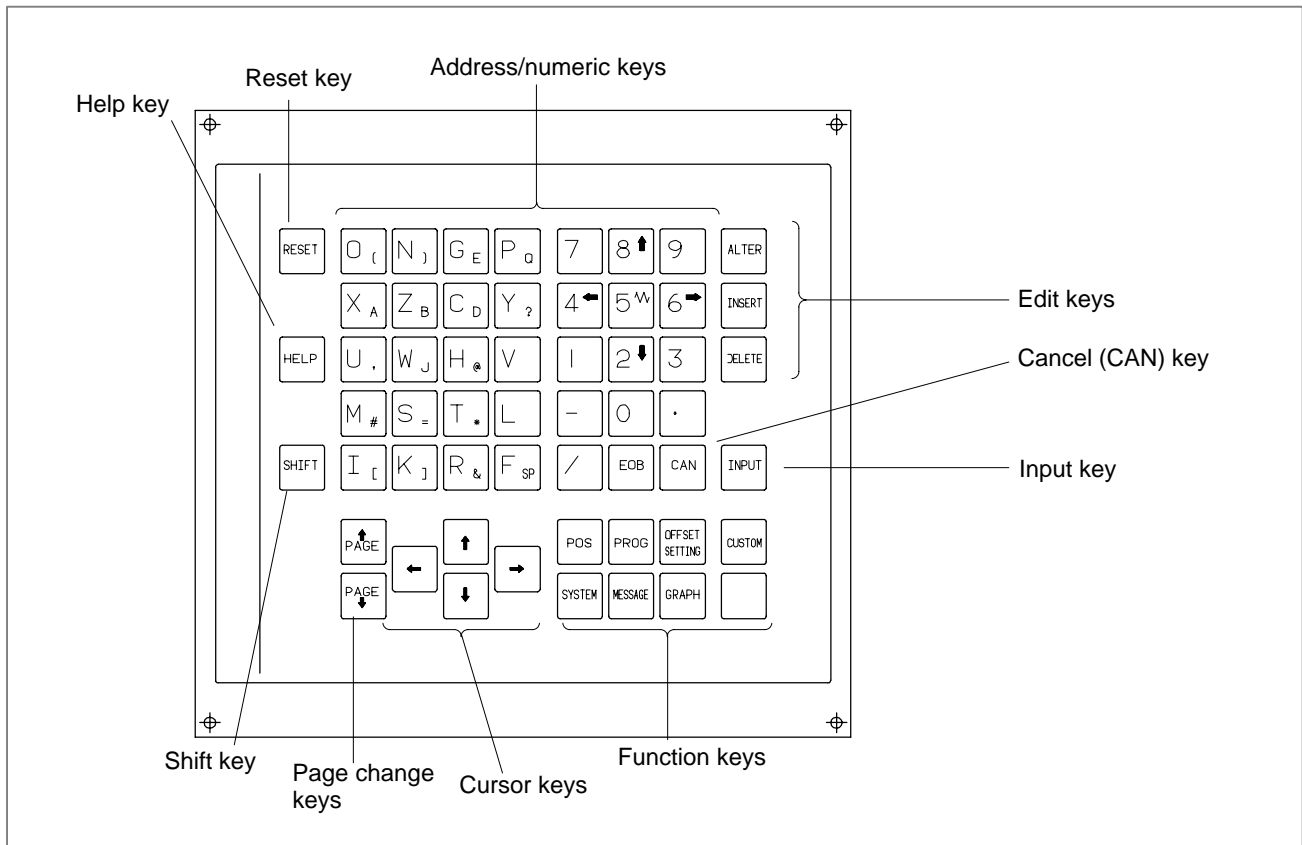 Address/numeric keys
Reset key
Help key
RESET O ( N ) G E P Q 7 8 9 ALTER
X A Z B C D Y ? 4 5 6 INSERT
Edit keys
HELP U , W J H @ V 1 2 3 DELETE
Cancel (CAN) key
M # S = T * L - 0 .
SHIFT I [ K ] R & F SP / EOB CAN INPUT
Input key
PAGE POS PROG OFFSET SETTING CUSTOM
PAGE SYSTEM MESSAGE GRAPH
Shift key
Page change
keys
Cursor keys
Function keys